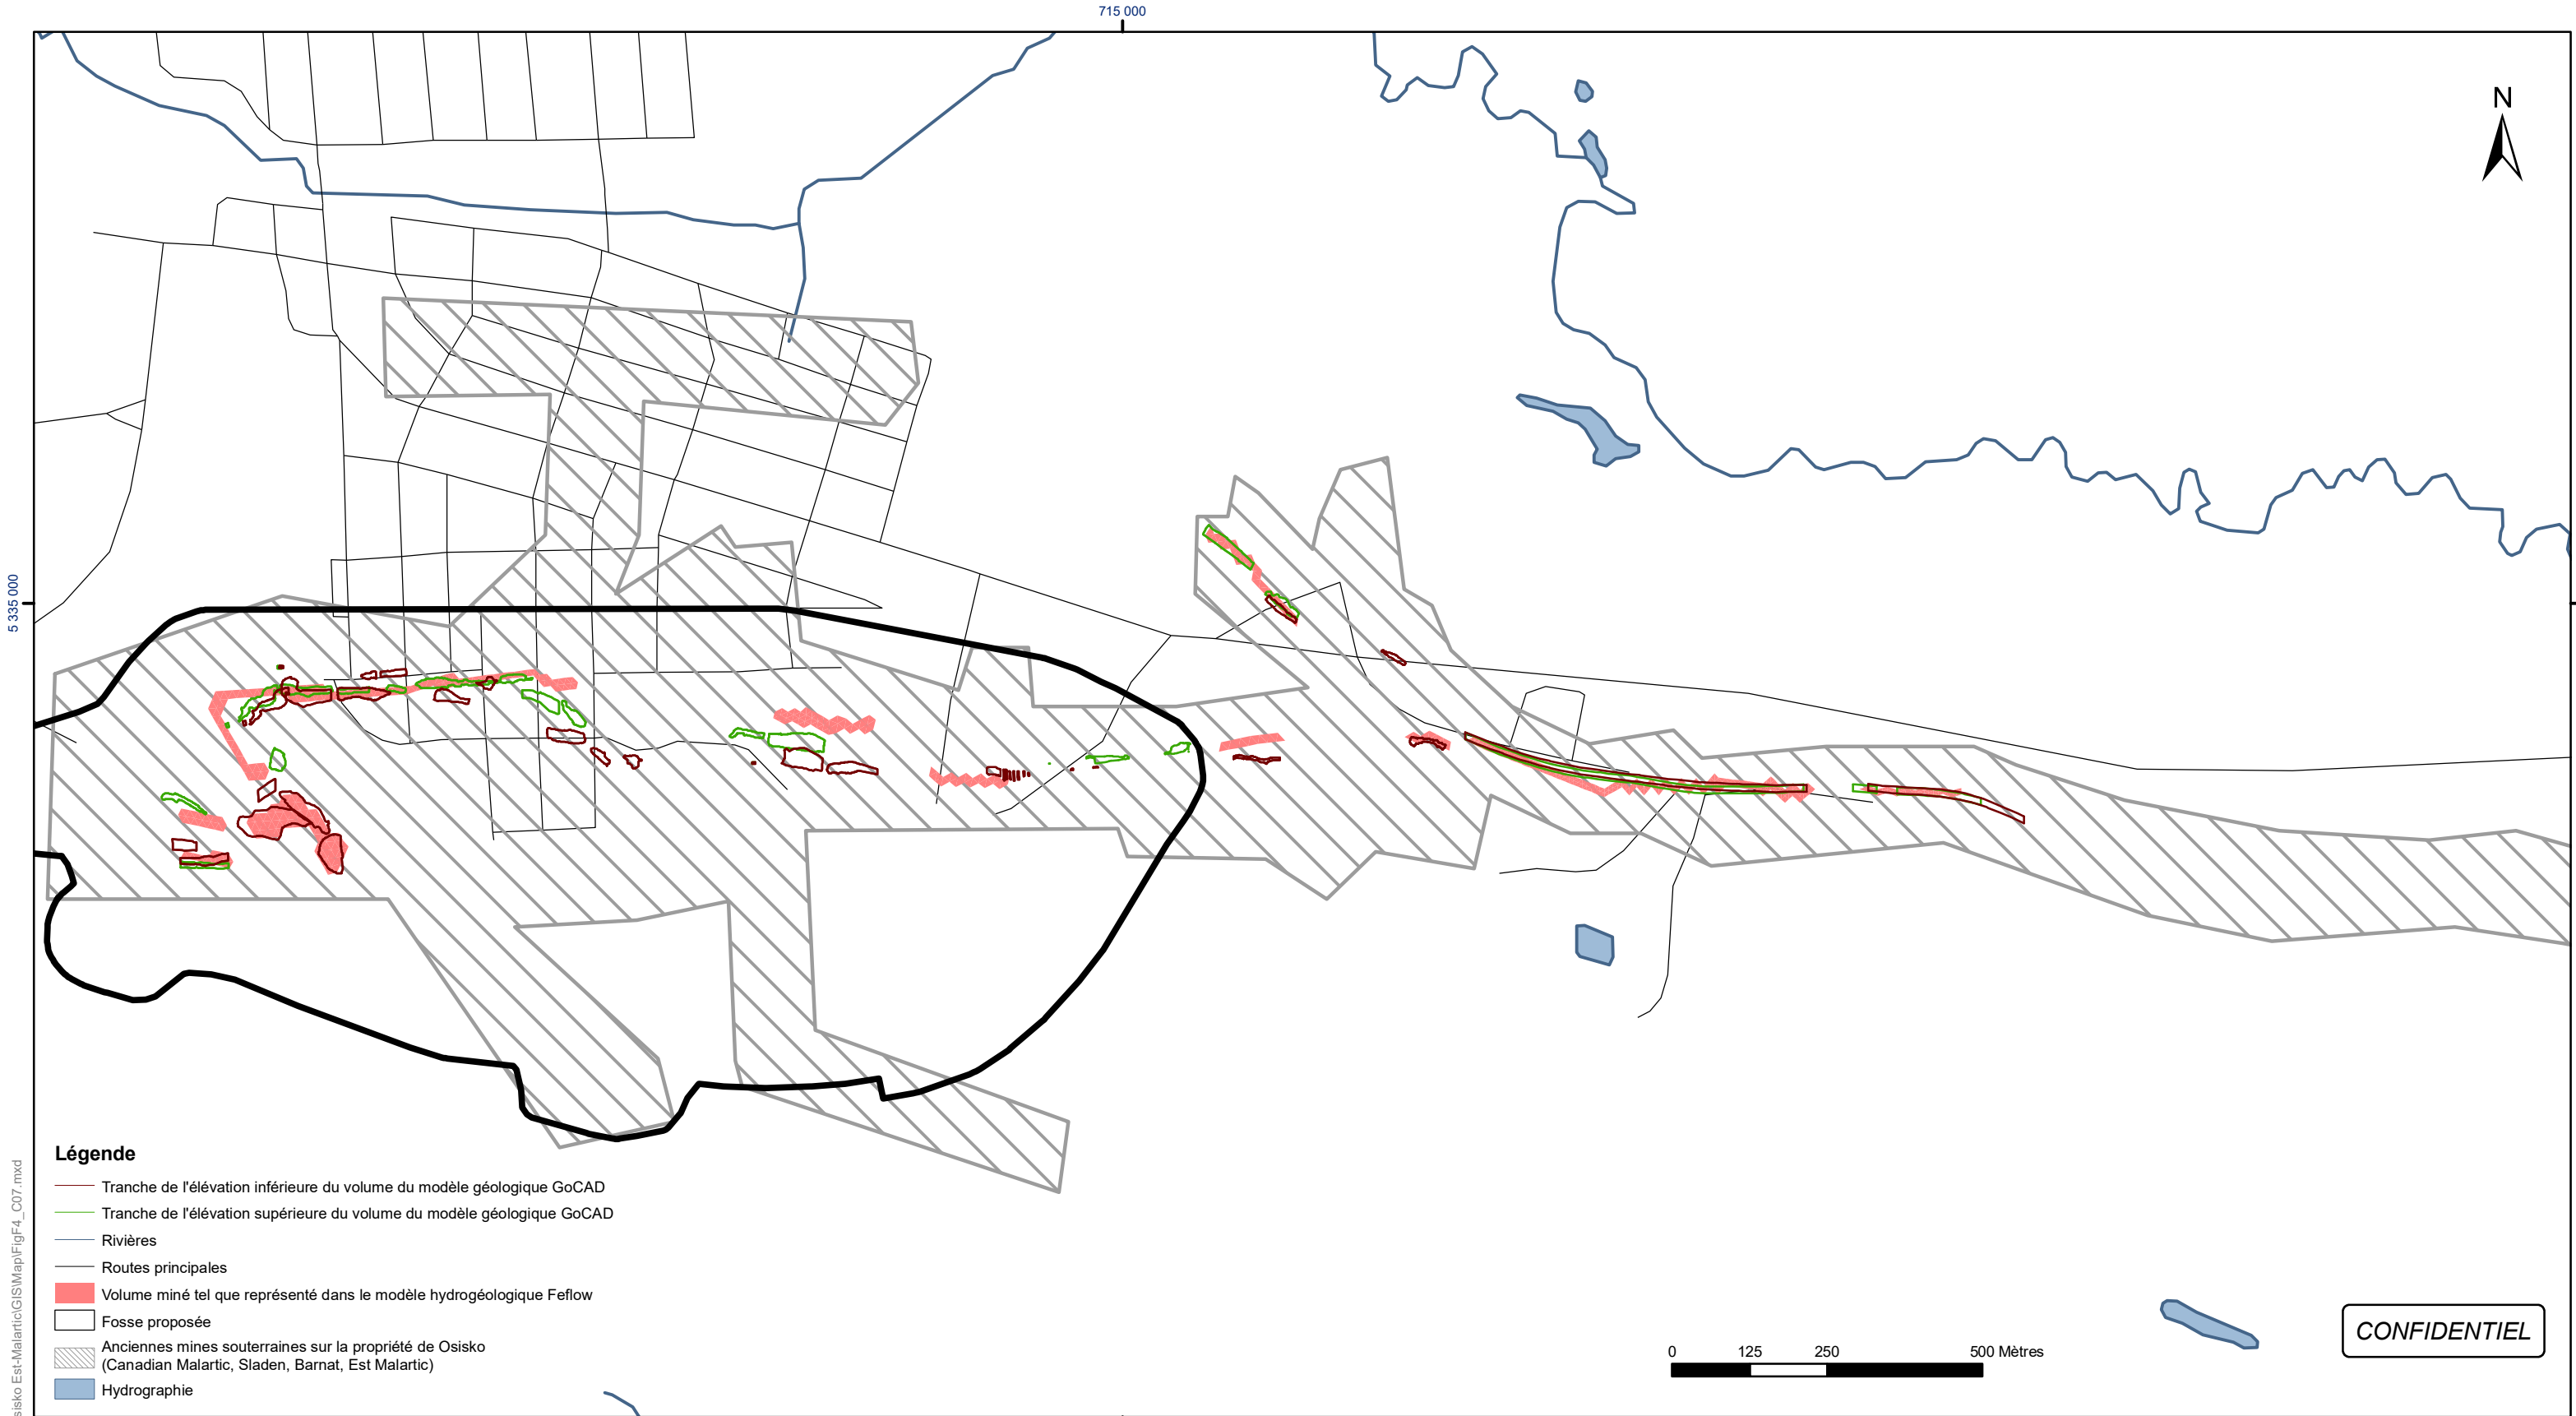 715 000
N
5 335 000
Légende
Tranche de l'élévation inférieure du volume du modèle géologique GoCAD
Tranche de l'élévation supérieure du volume du modèle géologique GoCAD
Rivières
Routes principales
Volume miné tel que représenté dans le modèle hydrogéologique Feflow
Fosse proposée
Anciennes mines souterraines sur la propriété de Osisko
(Canadian Malartic, Sladen, Barnat, Est Malartic)
Hydrographie
0 125 250 500 Mètres
CONFIDENTIEL
sisko Est-Malartic\GIS\Map\FigF4_C07.mxd